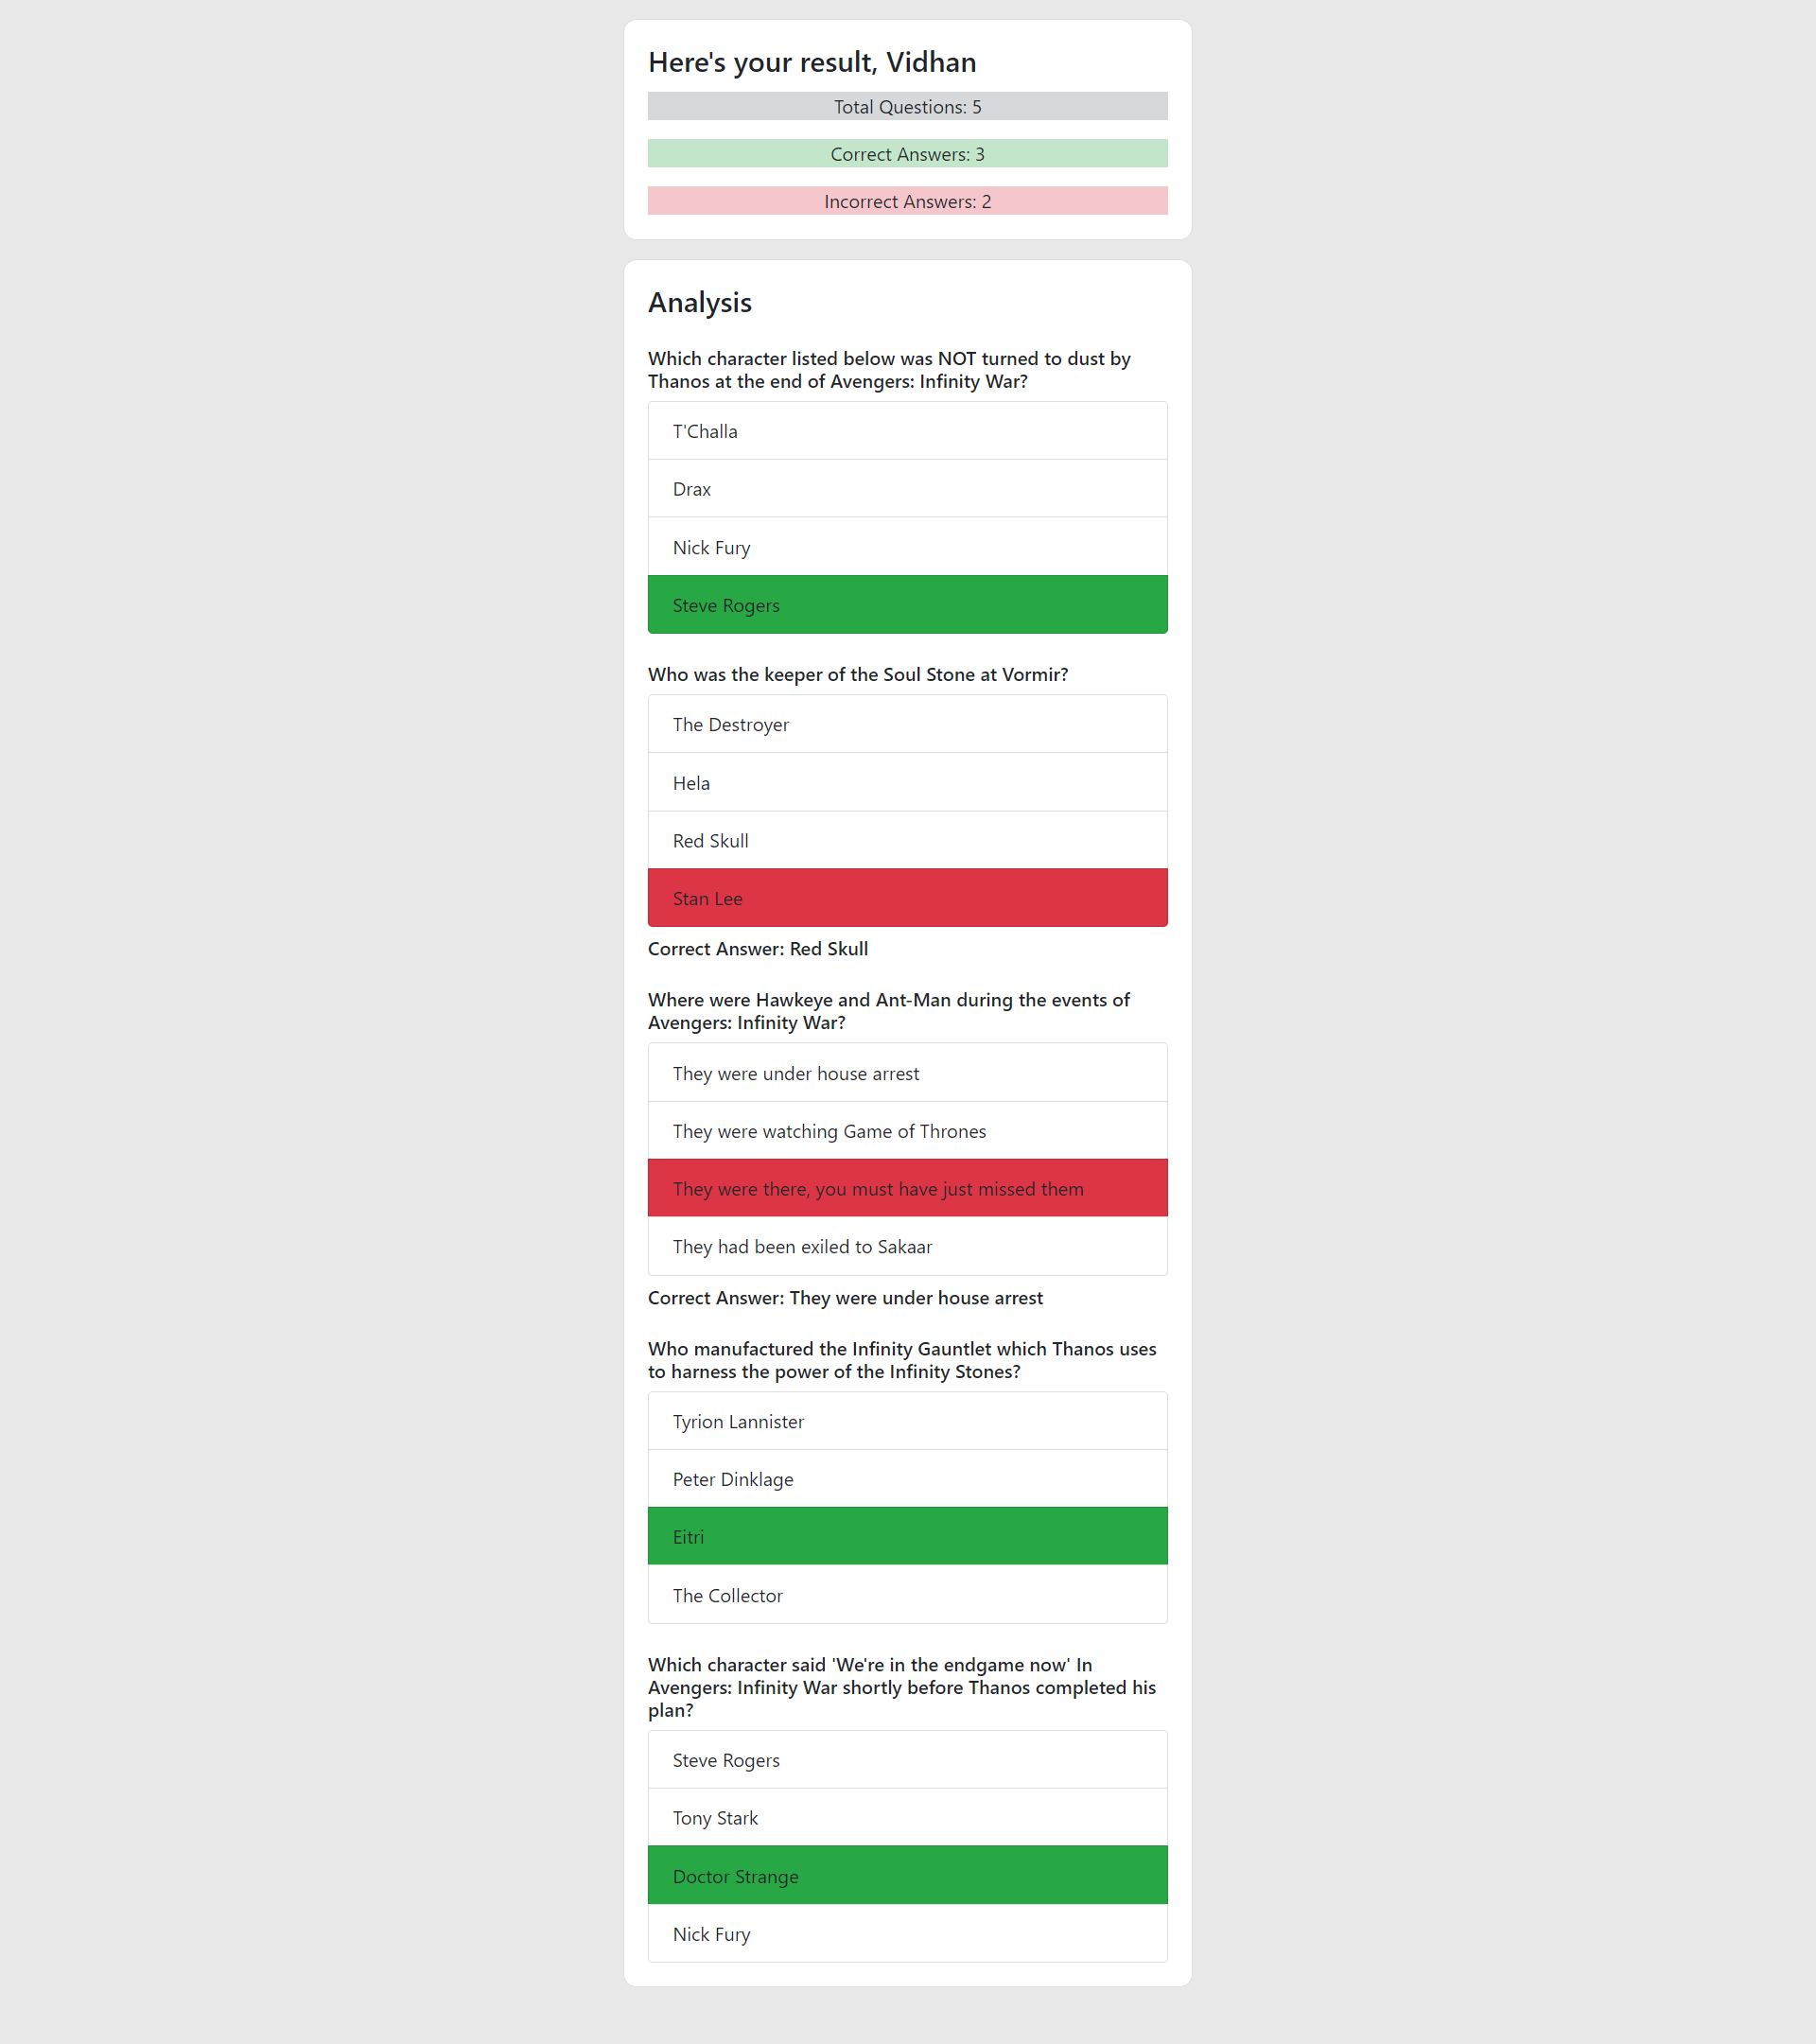 Here's your result, Vidhan
Total Questions: 5
Correct Answers: 3
Incorrect Answers: 2
Analysis
Which character listed below was NOT turned to dust by
Thanos at the end of Avengers: Infinity War?
T'Challa
Drax
Nick Fury
Steve Rogers
Who was the keeper of the Soul Stone at Vormir?
The Destroyer
Hela
Red Skull
Stan Lee
Correct Answer: Red Skull
Where were Hawkeye and Ant-Man during the events of
Avengers: Infinity War?
They were under house arrest
They were watching Game of Thrones
They were there, you must have just missed them
They had been exiled to Sakaar
Correct Answer: They were under house arrest
Who manufactured the Infinity Gauntlet which Thanos uses
to harness the power of the Infinity Stones?
Tyrion Lannister
Peter Dinklage
Eitri
The Collector
Which character said 'We're in the endgame now' In
Avengers: Infinity War shortly before Thanos completed his
plan?
Steve Rogers
Tony Stark
Doctor Strange
Nick Fury